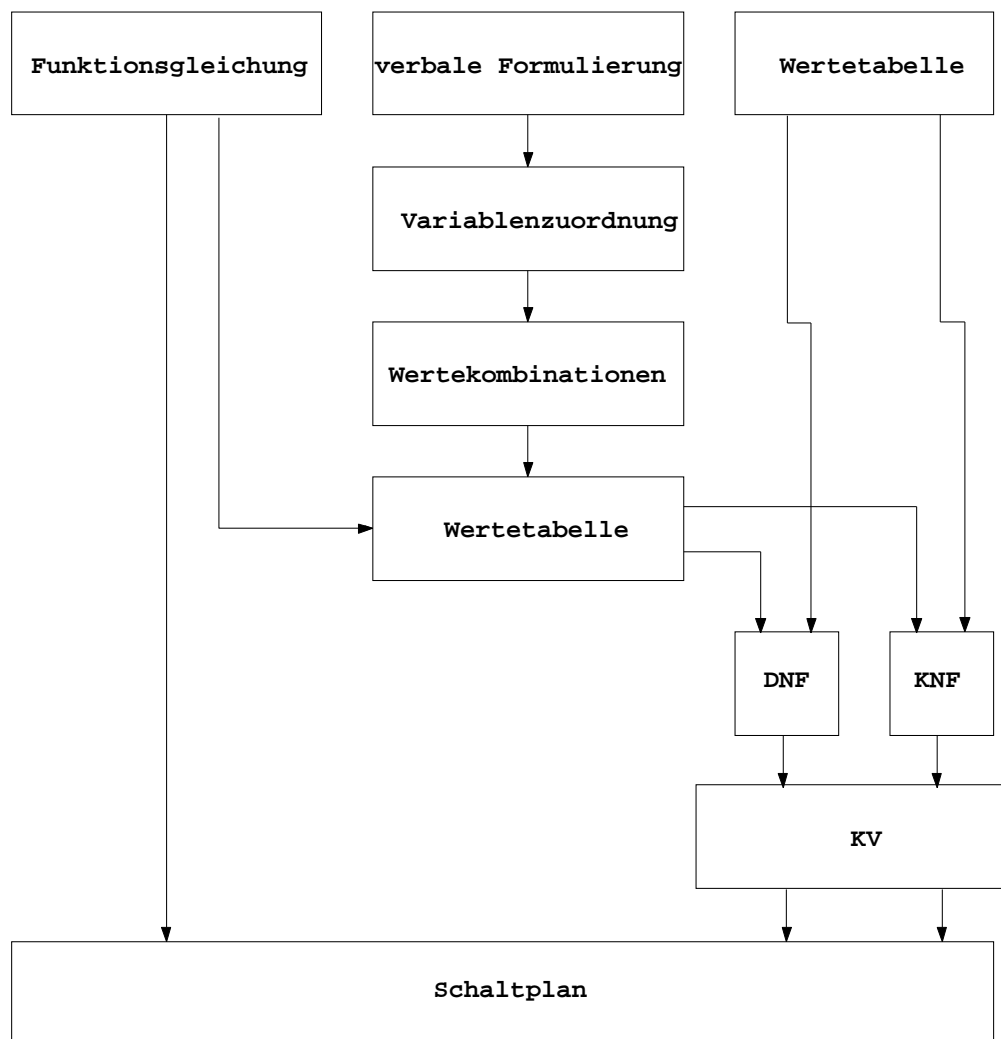 Funktionsgleichung
verbale Formulierung
Wertetabelle
Variablenzuordnung
Wertekombinationen
Wertetabelle
DNF
KNF
KV
Schaltplan